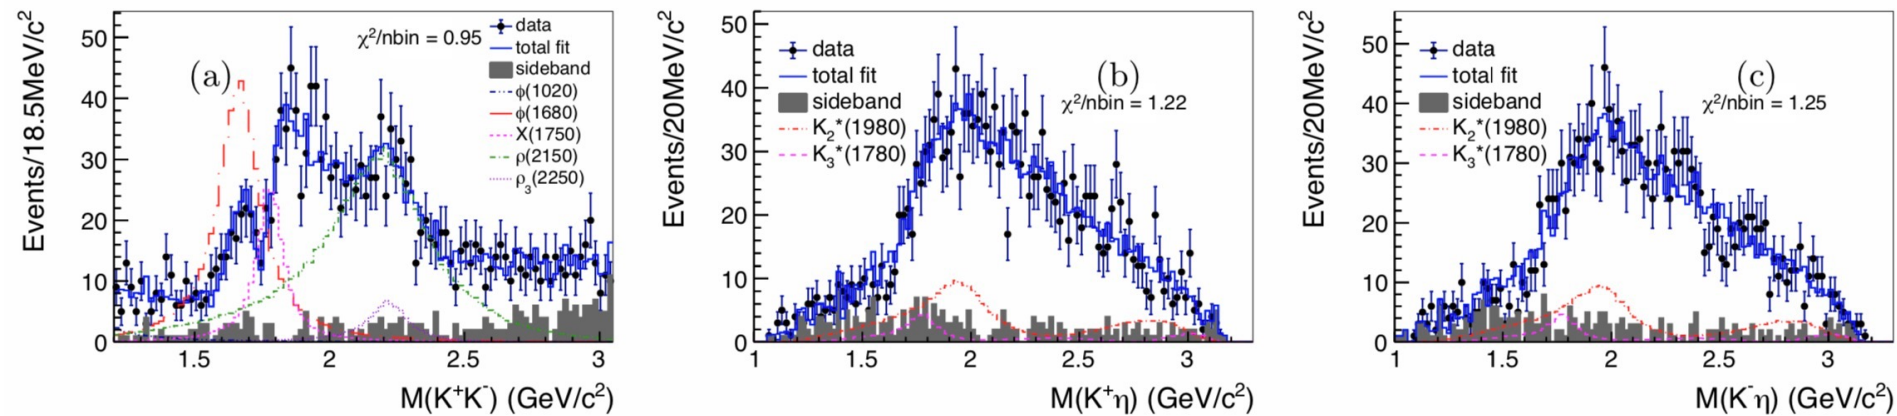 Events/18.5MeV/c²
50
40
30
20
10
0
(a)
χ²/nbin = 0.95
data
total fit
sideband
ϕ(1020)
ϕ(1680)
X(1750)
ρ(2150)
ρ₃(2250)
1.5
2
2.5
3
M(K⁺K⁻) (GeV/c²)
Events/20MeV/c²
50
40
30
20
10
0
data
total fit
sideband
K₂*(1980)
K₃*(1780)
(b)
χ²/nbin = 1.22
1
1.5
2
2.5
3
M(K⁺η) (GeV/c²)
Events/20MeV/c²
50
40
30
20
10
0
data
total fit
sideband
K₂*(1980)
K₃*(1780)
(c)
χ²/nbin = 1.25
1
1.5
2
2.5
3
M(K⁻η) (GeV/c²)